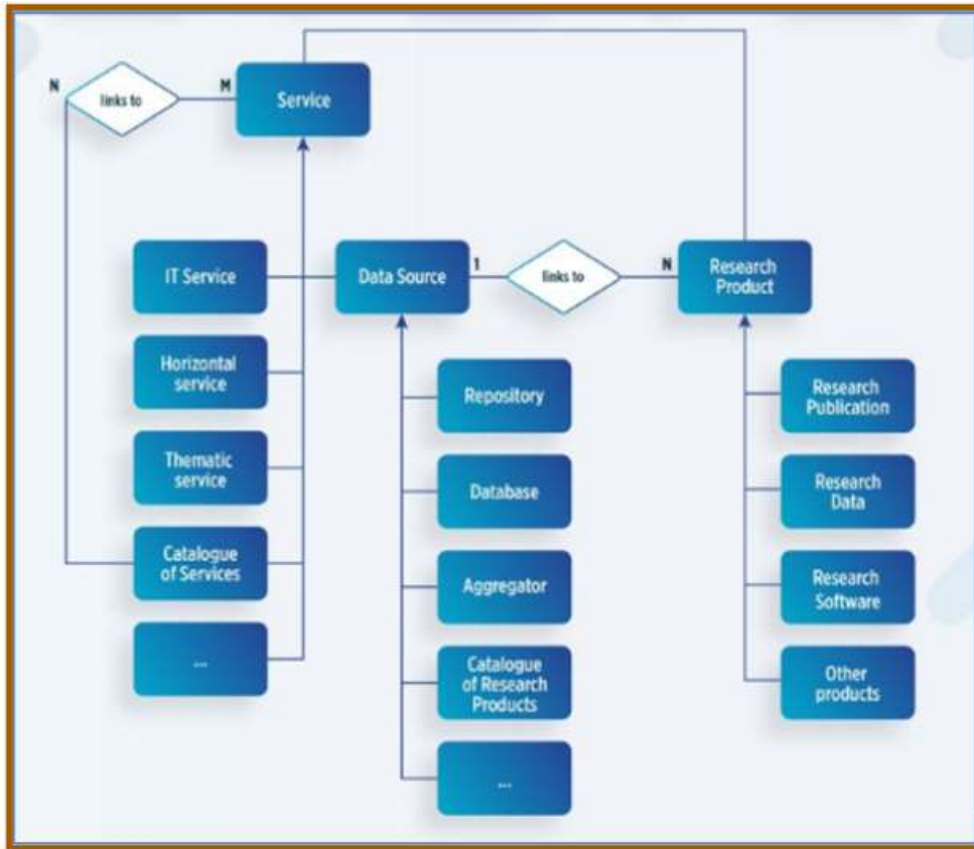 N
links to
M
Service
IT Service
Data Source
1
links to
N
Research
Product
Horizontal
service
Thematic
service
Catalogue
of Services
...
Repository
Database
Aggregator
Catalogue
of Research
Products
...
Research
Publication
Research
Data
Research
Software
Other
products